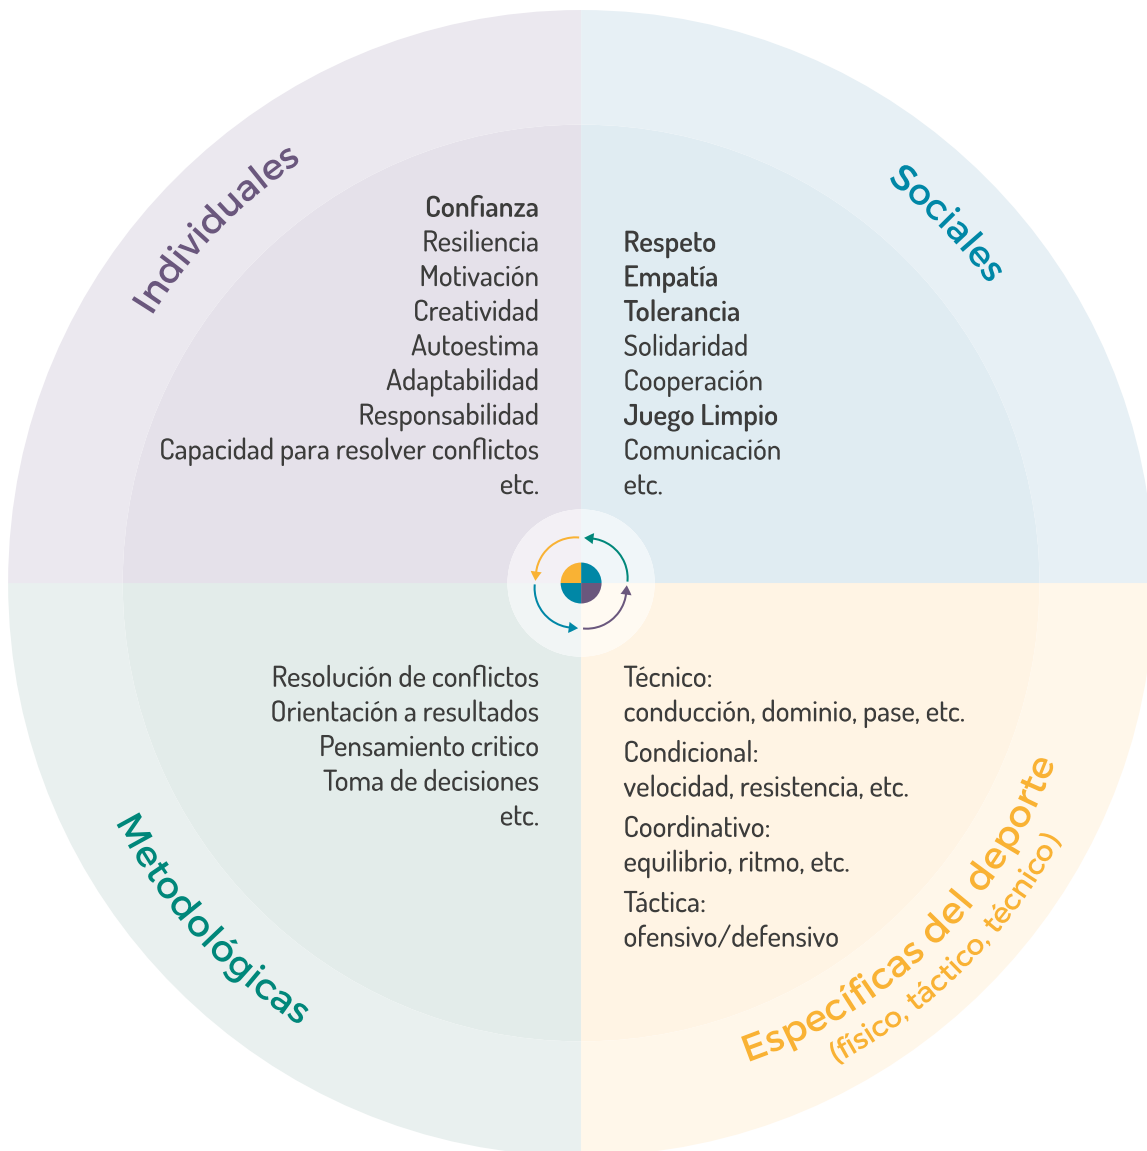 Individuales
Confianza
Resiliencia
Motivación
Creatividad
Autoestima
Adaptabilidad
Responsabilidad
Capacidad para resolver conflictos
etc.
Sociales
Respeto
Empatía
Tolerancia
Solidaridad
Cooperación
Juego Limpio
Comunicación
etc.
Metodológicas
Resolución de conflictos
Orientación a resultados
Pensamiento critico
Toma de decisiones
etc.
Técnico:
conducción, dominio, pase, etc.
Condicional:
velocidad, resistencia, etc.
Coordinativo:
equilibrio, ritmo, etc.
Táctica:
ofensivo/defensivo
Específicas del deporte
(físico, táctico, técnico)